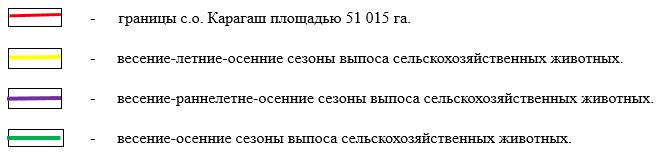 - границы с.о. Карагаш площадью 51 015 га.
- весение-летние-осенние сезоны выпоса сельскохозяйственных животных.
- весение-раннелетне-осенние сезоны выпоса сельскохозяйственных животных.
- весение-осенние сезоны выпоса сельскохозяйственных животных.